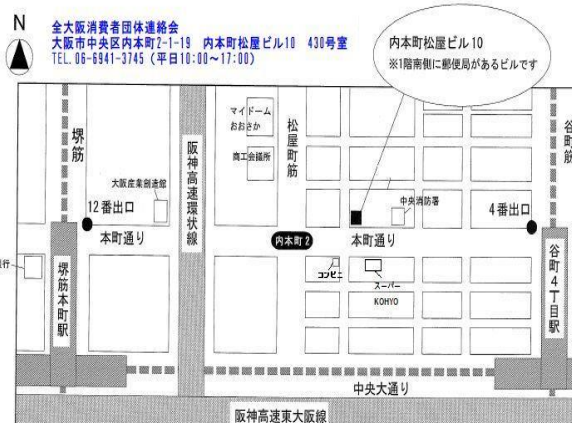 N
全大阪消費者団体連絡会
大阪市中央区内本町2-1-19 内本町松屋ビル10 430号室
TEL. 06-6941-3745 (平日10:00~17:00)
内本町松屋ビル10
※1階南側に郵便局があるビルです
堺筋
阪神高速環状線
マイドーム
おおさか
商工会議所
松屋町筋
谷町筋
大阪産業創造館
12番出口
中央消防署
4番出口
本町通り
内本町2
本町通り
行
堺筋本町駅
コンビニ
スーパー
KOHYO
谷町4丁目駅
中央大通り
阪神高速東大阪線